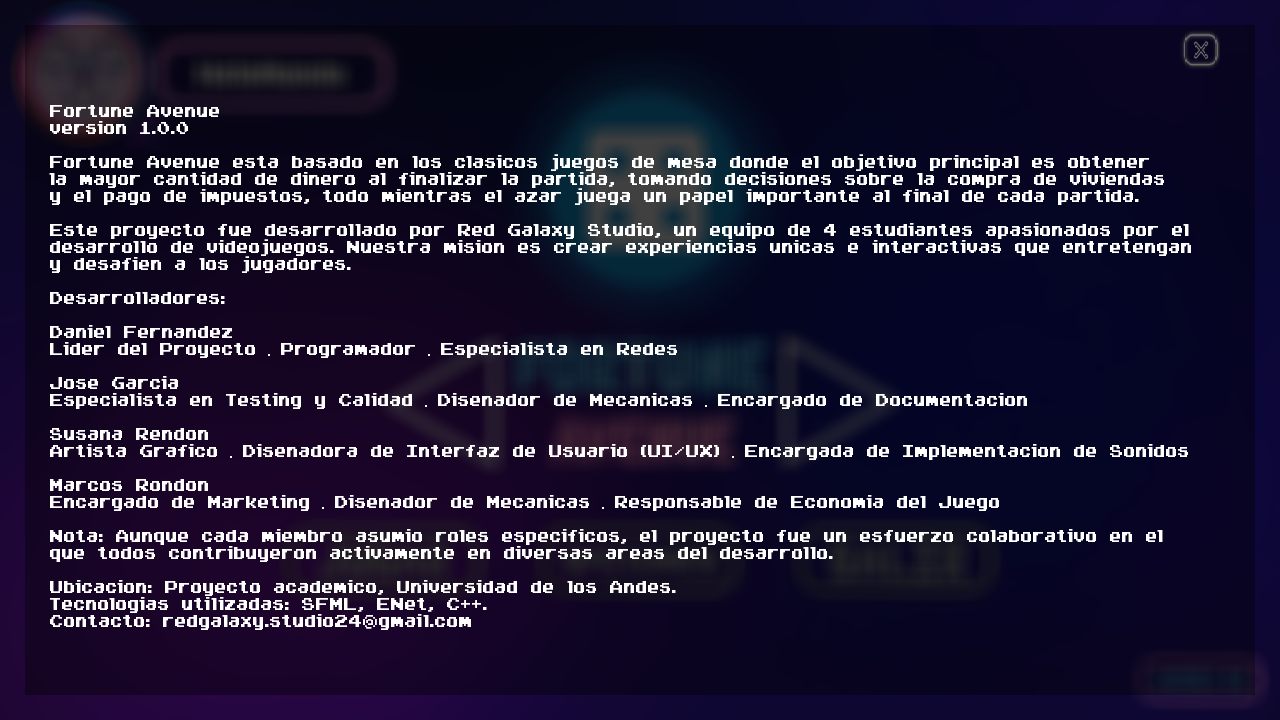 Fortune Avenue
version 1.0.0
Fortune Avenue esta basado en los clasicos juegos de mesa donde el objetivo principal es obtener
la mayor cantidad de dinero al finalizar la partida, tomando decisiones sobre la compra de viviendas
y el pago de impuestos, todo mientras el azar juega un papel importante al final de cada partida.
Este proyecto fue desarrollado por Red Galaxy Studio, un equipo de 4 estudiantes apasionados por el
desarrollo de videojuegos. Nuestra mision es crear experiencias unicas e interactivas que entretengan
y desafien a los jugadores.
Desarrolladores:
Daniel Fernandez
Lider del Proyecto . Programador . Especialista en Redes
Jose Garcia
Especialista en Testing y Calidad . Disenador de Mecanicas . Encargado de Documentacion
Susana Rendon
Artista Grafico . Disenadora de Interfaz de Usuario (UI/UX) . Encargada de Implementacion de Sonidos
Marcos Rondon
Encargado de Marketing . Disenador de Mecanicas . Responsable de Economia del Juego
Nota: Aunque cada miembro asumio roles especificos, el proyecto fue un esfuerzo colaborativo en el
que todos contribuyeron activamente en diversas areas del desarrollo.
Ubicacion: Proyecto academico, Universidad de los Andes.
Tecnologias utilizadas: SFML, ENet, C++.
Contacto: redgalaxy.studio24@gmail.com
X
FORTUNE
AVENUE